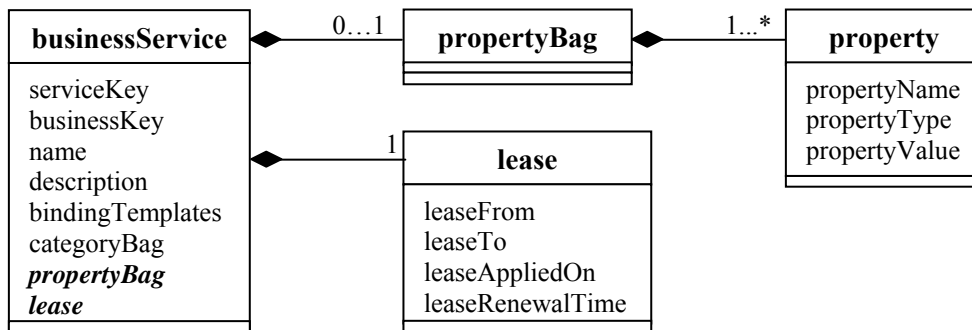 businessService
serviceKey
businessKey
name
description
bindingTemplates
categoryBag
propertyBag
lease
0…1
propertyBag
1...*
property
propertyName
propertyType
propertyValue
1
lease
leaseFrom
leaseTo
leaseAppliedOn
leaseRenewalTime